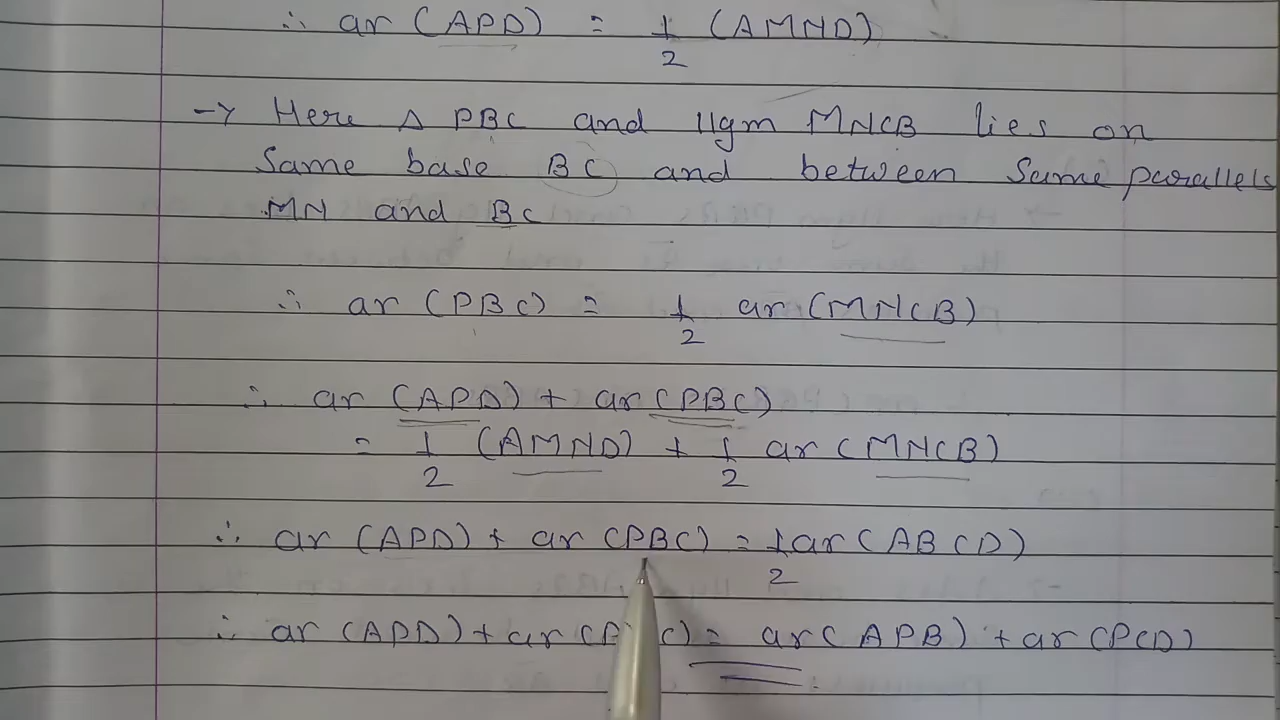 ∴ ar (APD) = 1/2 (AMND)
→ Here △ PBC and llgm MNCB lies on
Same base BC and between Same parallels
MN and BC
∴ ar (PBC) = 1/2 ar (MNCB)
∴ ar (APD) + ar (PBC)
= 1/2 (AMND) + 1/2 ar (MNCB)
∴ ar (APD) + ar (PBC) = 1/2 ar (ABCD)
∴ ar (APD) + ar (P C) = ar (APB) + ar (PCD)